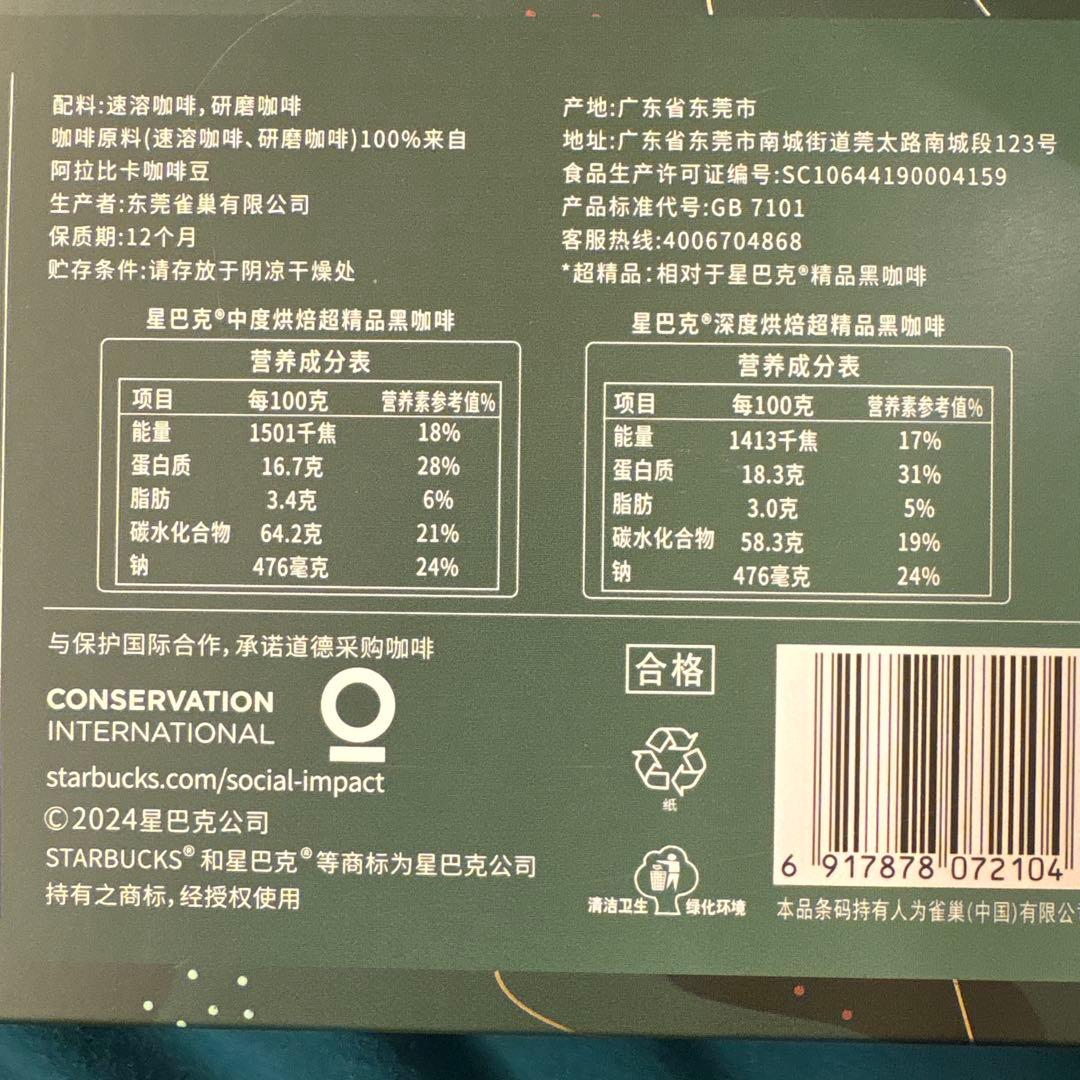 配料:速溶咖啡,研磨咖啡
咖啡原料(速溶咖啡、研磨咖啡)100%来自
阿拉比卡咖啡豆
生产者:东莞雀巢有限公司
保质期:12个月
贮存条件:请存放于阴凉干燥处
产地:广东省东莞市
地址:广东省东莞市南城街道莞太路南城段123号
食品生产许可证编号:SC10644190004159
产品标准代号:GB 7101
客服热线:4006704868
*超精品:相对于星巴克®精品黑咖啡
星巴克®中度烘焙超精品黑咖啡
营养成分表
项目 每100克 营养素参考值%
能量 1501千焦 18%
蛋白质 16.7克 28%
脂肪 3.4克 6%
碳水化合物 64.2克 21%
钠 476毫克 24%
星巴克®深度烘焙超精品黑咖啡
营养成分表
项目 每100克 营养素参考值%
能量 1413千焦 17%
蛋白质 18.3克 31%
脂肪 3.0克 5%
碳水化合物 58.3克 19%
钠 476毫克 24%
与保护国际合作,承诺道德采购咖啡
CONSERVATION
INTERNATIONAL
starbucks.com/social-impact
©2024星巴克公司
STARBUCKS®和星巴克®等商标为星巴克公司
持有之商标,经授权使用
合格
纸
清洁卫生 绿化环境
6 917878 072104
本品条码持有人为雀巢(中国)有限公